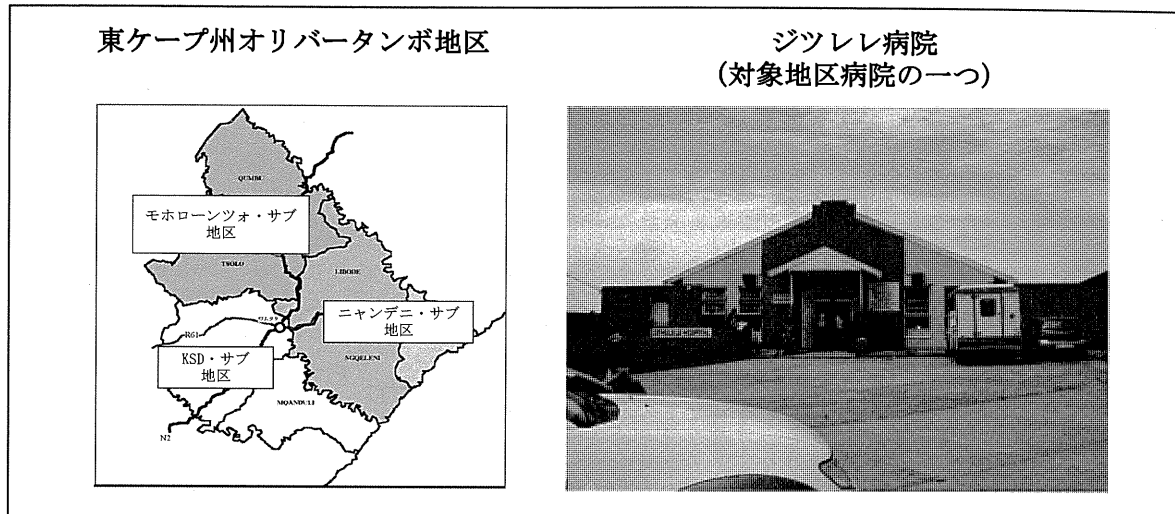 東ケープ州オリバータンボ地区
ジツレレ病院
(対象地区病院の一つ)
QUMBU
モホローンツォ・サブ
地区
TSOLO
LIBODE
ニャンデニ・サブ
地区
R61
KSD・サブ
地区
NGQELENI
MQANDULI
N2